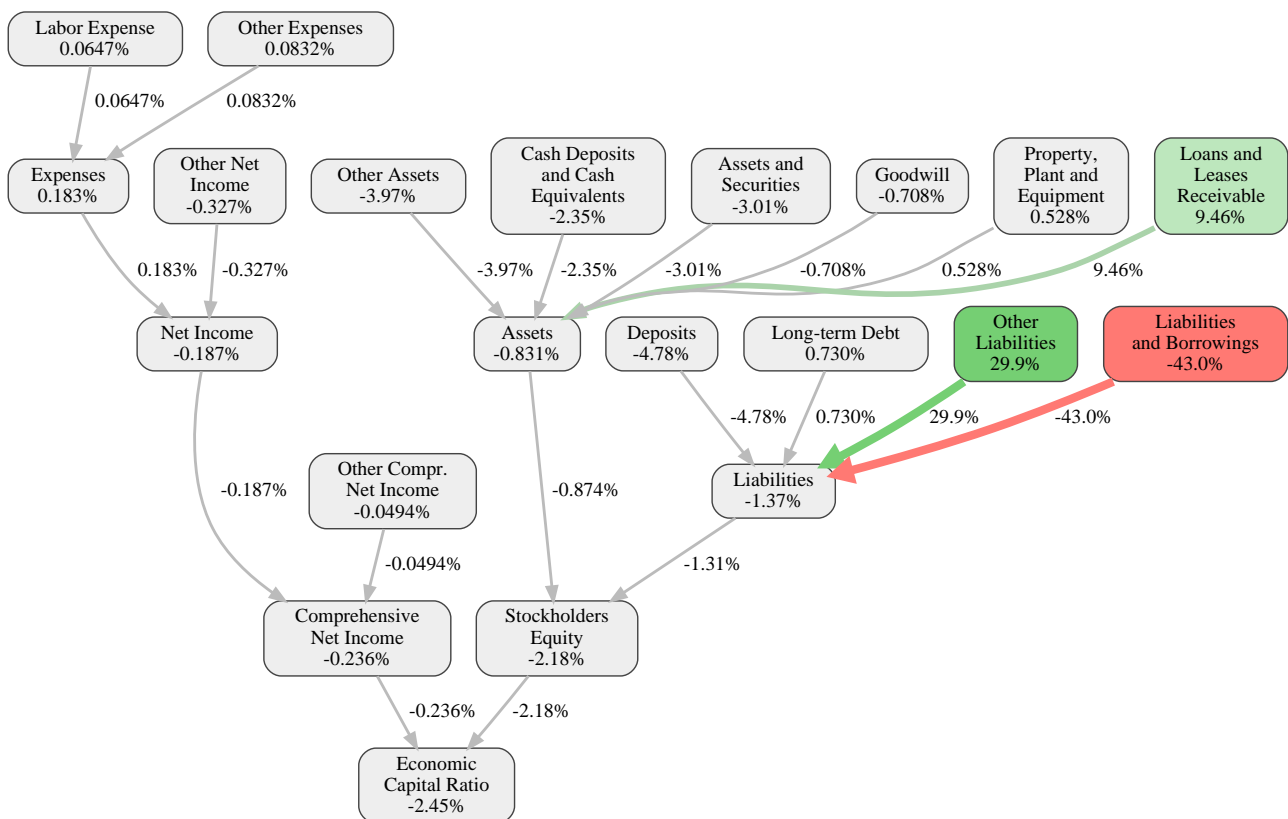 Labor Expense
0.0647%
Other Expenses
0.0832%
0.0647%
0.0832%
Expenses
0.183%
Other Net
Income
-0.327%
Other Assets
-3.97%
Cash Deposits
and Cash
Equivalents
-2.35%
Assets and
Securities
-3.01%
Goodwill
-0.708%
Property,
Plant and
Equipment
0.528%
Loans and
Leases
Receivable
9.46%
0.183%
-0.327%
-3.97%
-2.35%
-3.01%
-0.708%
0.528%
9.46%
Net Income
-0.187%
Assets
-0.831%
Deposits
-4.78%
Long-term Debt
0.730%
Other
Liabilities
29.9%
Liabilities
and Borrowings
-43.0%
-4.78%
0.730%
29.9%
-43.0%
Other Compr.
Net Income
-0.0494%
Liabilities
-1.37%
-0.187%
-0.874%
-0.0494%
-1.31%
Comprehensive
Net Income
-0.236%
Stockholders
Equity
-2.18%
-0.236%
-2.18%
Economic
Capital Ratio
-2.45%